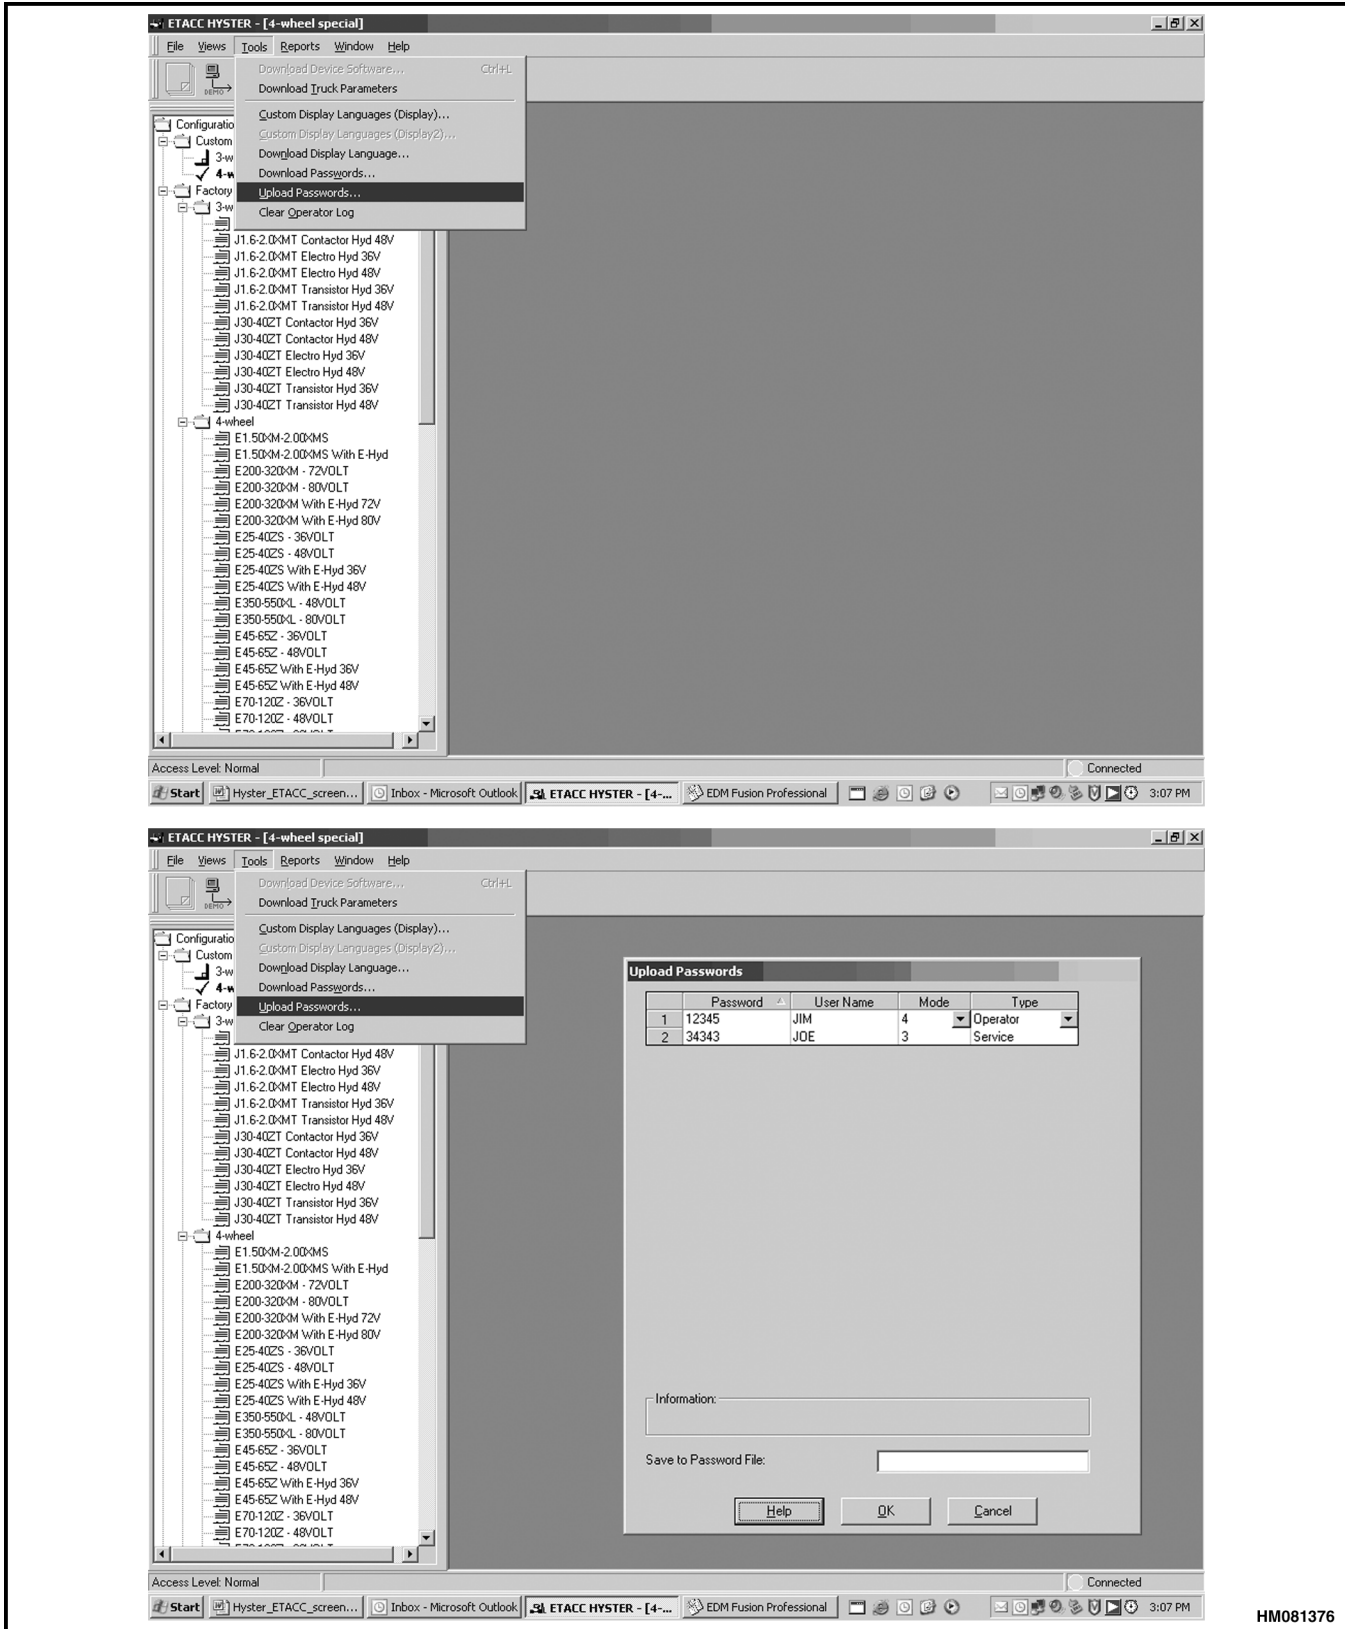 ETACC HYSTER - [4-wheel special]
File Views Tools Reports Window Help
Download Device Software... Ctrl+L
DEMO
Download Truck Parameters
Custom Display Languages (Display)...
Custom Display Languages (Display2)...
Download Display Language...
Download Passwords...
Upload Passwords...
Clear Operator Log
Configuratio
Custom
3-w
4-w
Factory
3-w
J1.6-2.0XMT Contactor Hyd 48V
J1.6-2.0XMT Electro Hyd 36V
J1.6-2.0XMT Electro Hyd 48V
J1.6-2.0XMT Transistor Hyd 36V
J1.6-2.0XMT Transistor Hyd 48V
J30-40ZT Contactor Hyd 36V
J30-40ZT Contactor Hyd 48V
J30-40ZT Electro Hyd 36V
J30-40ZT Electro Hyd 48V
J30-40ZT Transistor Hyd 36V
J30-40ZT Transistor Hyd 48V
4-wheel
E1.50XM-2.00XMS
E1.50XM-2.00XMS With E-Hyd
E200-320XM - 72VOLT
E200-320XM - 80VOLT
E200-320XM With E-Hyd 72V
E200-320XM With E-Hyd 80V
E25-40ZS - 36VOLT
E25-40ZS - 48VOLT
E25-40ZS With E-Hyd 36V
E25-40ZS With E-Hyd 48V
E350-550XL - 48VOLT
E350-550XL - 80VOLT
E45-65Z - 36VOLT
E45-65Z - 48VOLT
E45-65Z With E-Hyd 36V
E45-65Z With E-Hyd 48V
E70-120Z - 36VOLT
E70-120Z - 48VOLT
Access Level: Normal Connected
Start Hyster_ETACC_screen... Inbox - Microsoft Outlook ETACC HYSTER - [4-... EDM Fusion Professional 3:07 PM
ETACC HYSTER - [4-wheel special]
File Views Tools Reports Window Help
Download Device Software... Ctrl+L
DEMO
Download Truck Parameters
Custom Display Languages (Display)...
Custom Display Languages (Display2)...
Download Display Language...
Download Passwords...
Upload Passwords...
Clear Operator Log
Configuratio
Custom
3-w
4-w
Factory
3-w
J1.6-2.0XMT Contactor Hyd 48V
J1.6-2.0XMT Electro Hyd 36V
J1.6-2.0XMT Electro Hyd 48V
J1.6-2.0XMT Transistor Hyd 36V
J1.6-2.0XMT Transistor Hyd 48V
J30-40ZT Contactor Hyd 36V
J30-40ZT Contactor Hyd 48V
J30-40ZT Electro Hyd 36V
J30-40ZT Electro Hyd 48V
J30-40ZT Transistor Hyd 36V
J30-40ZT Transistor Hyd 48V
4-wheel
E1.50XM-2.00XMS
E1.50XM-2.00XMS With E-Hyd
E200-320XM - 72VOLT
E200-320XM - 80VOLT
E200-320XM With E-Hyd 72V
E200-320XM With E-Hyd 80V
E25-40ZS - 36VOLT
E25-40ZS - 48VOLT
E25-40ZS With E-Hyd 36V
E25-40ZS With E-Hyd 48V
E350-550XL - 48VOLT
E350-550XL - 80VOLT
E45-65Z - 36VOLT
E45-65Z - 48VOLT
E45-65Z With E-Hyd 36V
E45-65Z With E-Hyd 48V
E70-120Z - 36VOLT
E70-120Z - 48VOLT
Upload Passwords
Password User Name Mode Type
1 12345 JIM 4 Operator
2 34343 JOE 3 Service
Information:
Save to Password File:
Help OK Cancel
Access Level: Normal Connected
Start Hyster_ETACC_screen... Inbox - Microsoft Outlook ETACC HYSTER - [4-... EDM Fusion Professional 3:07 PM
HM081376